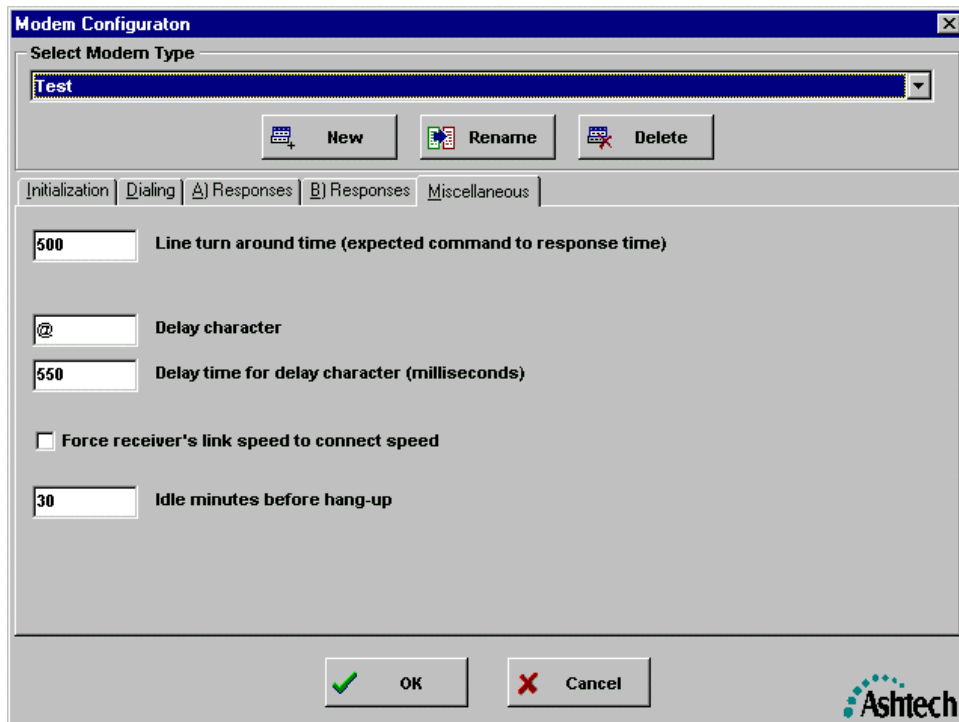 Modem Configuraton
Select Modem Type
Test
New
Rename
Delete
Initialization
Dialing
A) Responses
B) Responses
Miscellaneous
500 Line turn around time (expected command to response time)
@ Delay character
550 Delay time for delay character (milliseconds)
Force receiver's link speed to connect speed
30 Idle minutes before hang-up
OK
Cancel
Ashtech